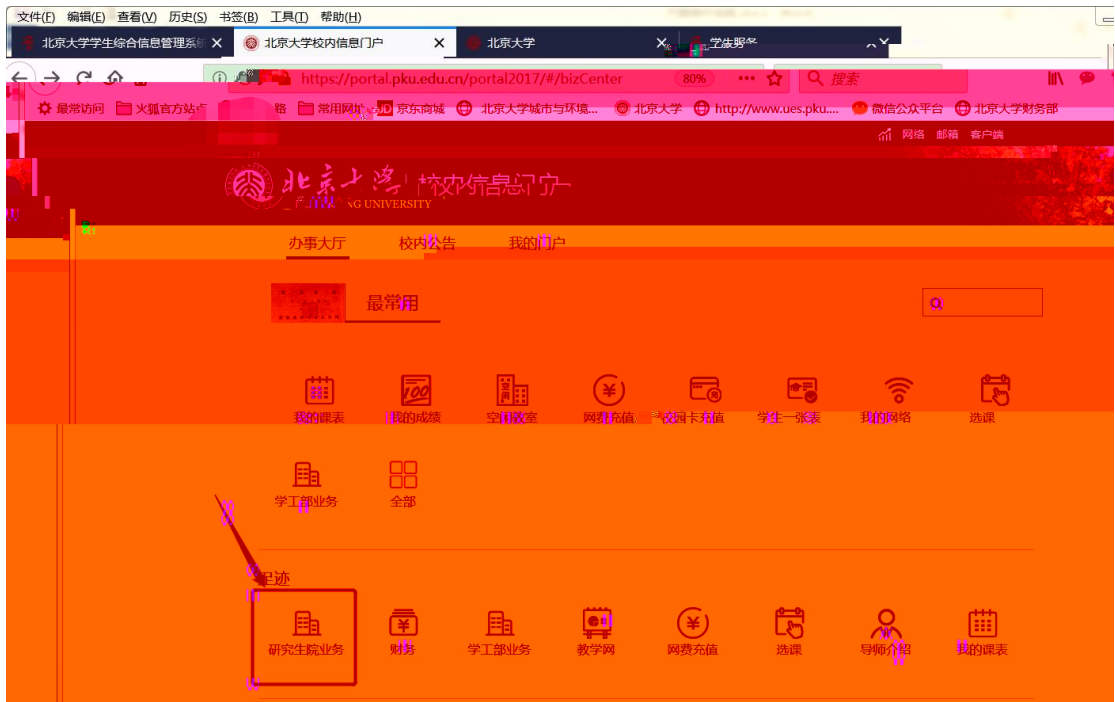 文件(F) 编辑(E) 查看(V) 历史(S) 书签(B) 工具(T) 帮助(H)
北京大学学生综合信息管理系统 北京大学校内信息门户 北京大学
https://portal.pku.edu.cn/portal2017/#/bizCenter 80% 搜索
最常访问 火狐官方站点 常用网址 JD 京东商城 北京大学城市与环境... 北京大学 http://www.ues.pku.... 微信公众平台 北京大学财务部
网络 邮箱 客户端
北京大学 校内信息门户
UNIVERSITY
办事大厅 校内公告 我的门户
最常用
我的课表 我的成绩 空闲教室 网费充值 校园卡充值 学生一张表 我的网络 选课
学工部业务 全部
足迹
研究生院业务 财务 学工部业务 教学网 网费充值 选课 导师介绍 我的课表